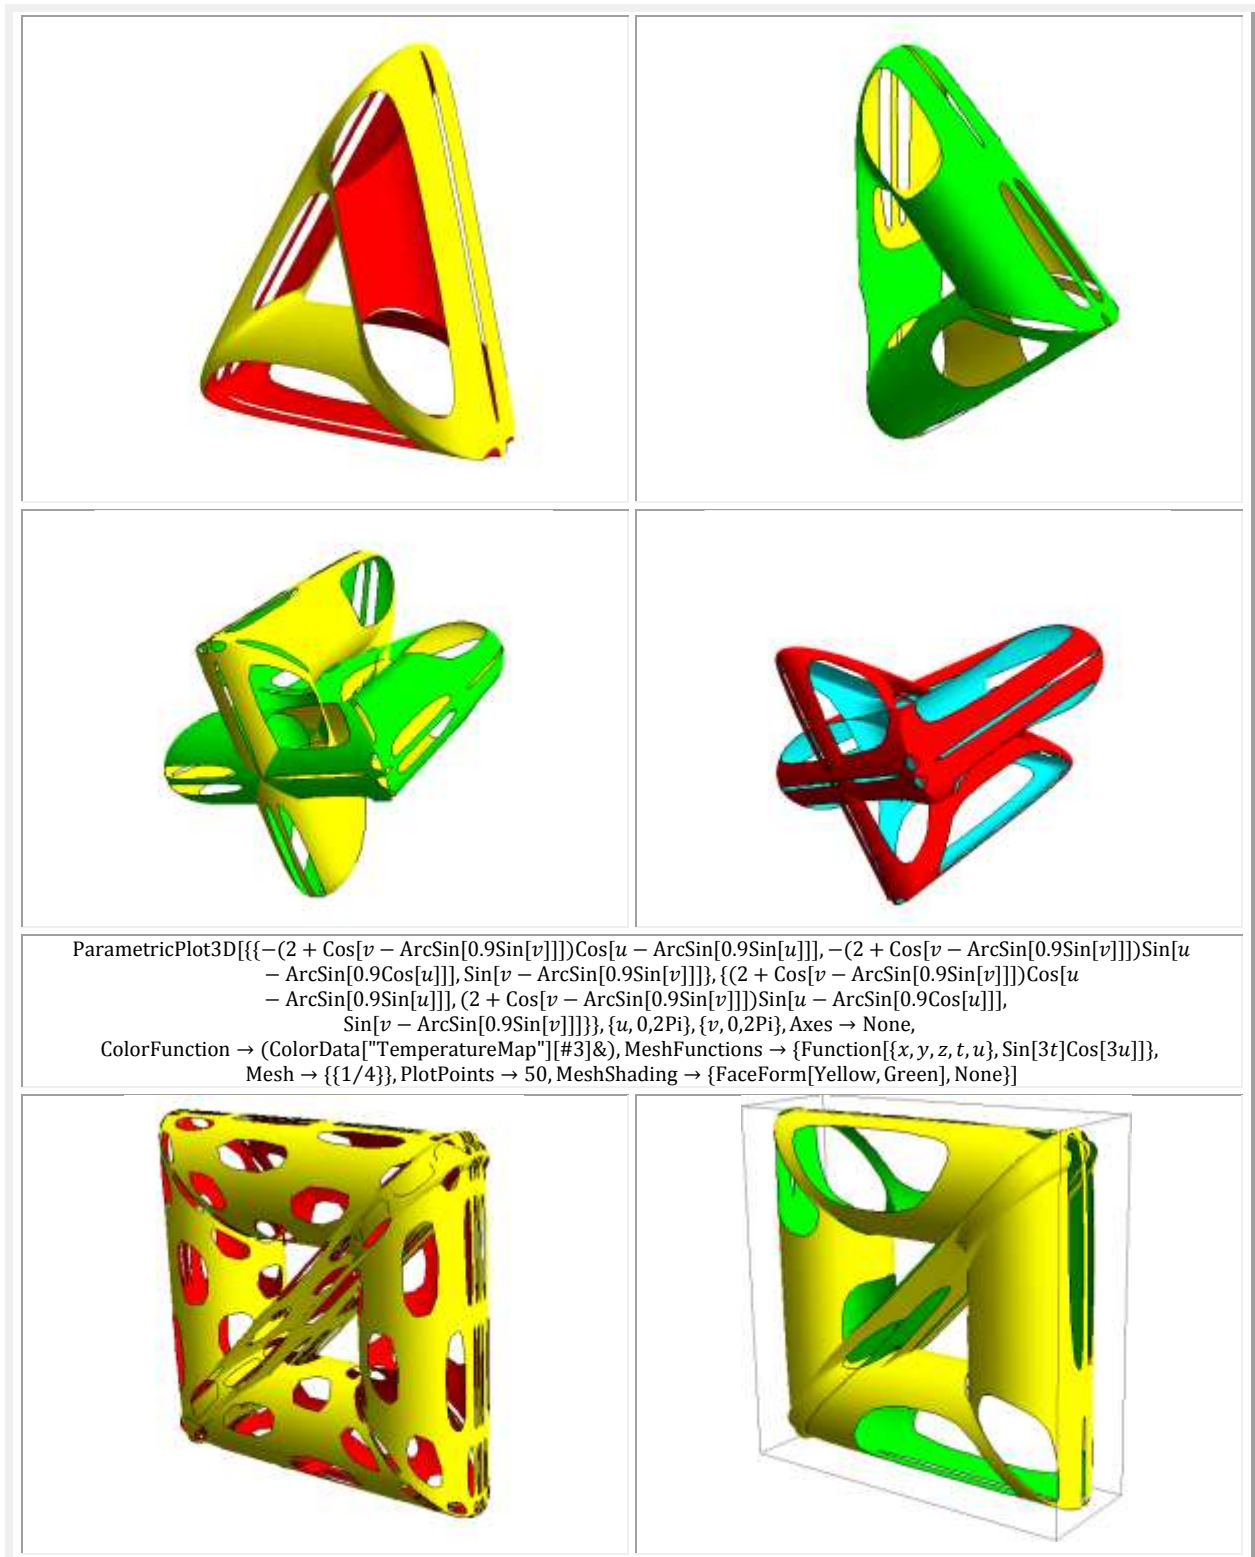 ParametricPlot3D[{{−(2 + Cos[v − ArcSin[0.9Sin[v]]])Cos[u − ArcSin[0.9Sin[u]]], −(2 + Cos[v − ArcSin[0.9Sin[v]]])Sin[u
− ArcSin[0.9Cos[u]]], Sin[v − ArcSin[0.9Sin[v]]]}, {(2 + Cos[v − ArcSin[0.9Sin[v]]])Cos[u
− ArcSin[0.9Sin[u]]], (2 + Cos[v − ArcSin[0.9Sin[v]]])Sin[u − ArcSin[0.9Cos[u]]],
Sin[v − ArcSin[0.9Sin[v]]]}}, {u, 0,2Pi}, {v, 0,2Pi}, Axes → None,
ColorFunction → (ColorData["TemperatureMap"][#3]&), MeshFunctions → {Function[{x, y, z, t, u}, Sin[3t]Cos[3u]]},
Mesh → {{1/4}}, PlotPoints → 50, MeshShading → {FaceForm[Yellow, Green], None}]